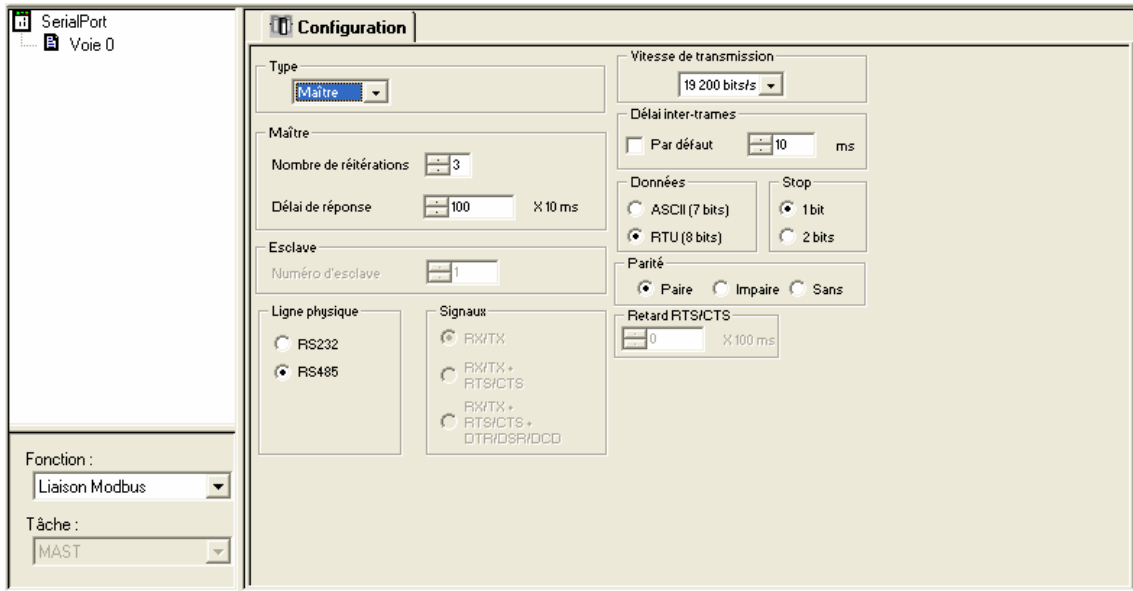 SerialPort
Voie 0
Fonction :
Liaison Modbus
Tâche :
MAST
Configuration
Type
Maître
Maître
Nombre de réitérations 3
Délai de réponse 100 X 10 ms
Esclave
Numéro d'esclave 1
Ligne physique
RS232
RS485
Signaux
RX/TX
RX/TX +
RTS/CTS
RX/TX +
RTS/CTS +
DTR/DSR/DCD
Vitesse de transmission
19 200 bits/s
Délai inter-trames
Par défaut 10 ms
Données
ASCII (7 bits)
RTU (8 bits)
Stop
1 bit
2 bits
Parité
Paire Impaire Sans
Retard RTS/CTS
0 X 100 ms